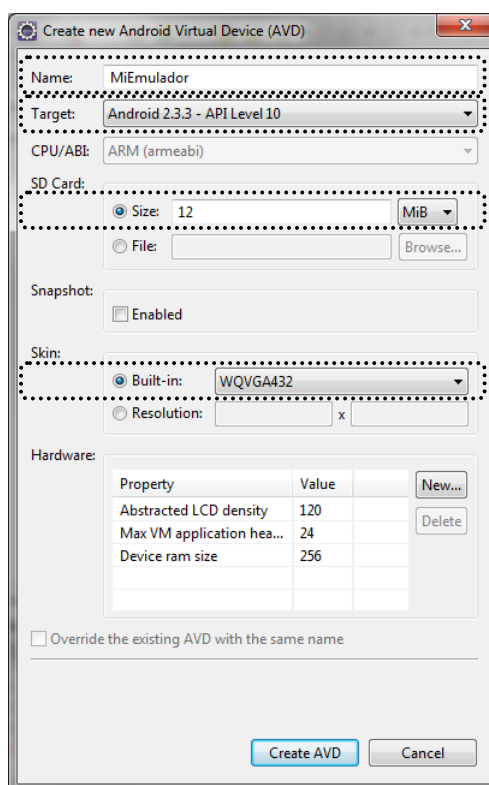 Create new Android Virtual Device (AVD)
Name: MiEmulador
Target: Android 2.3.3 - API Level 10
CPU/ABI: ARM (armeabi)
SD Card:
Size: 12 MiB
File: Browse...
Snapshot:
Enabled
Skin:
Built-in: WQVGA432
Resolution: x
Hardware:
Property Value New...
Abstracted LCD density 120
Delete
Max VM application hea... 24
Device ram size 256
Override the existing AVD with the same name
Create AVD Cancel